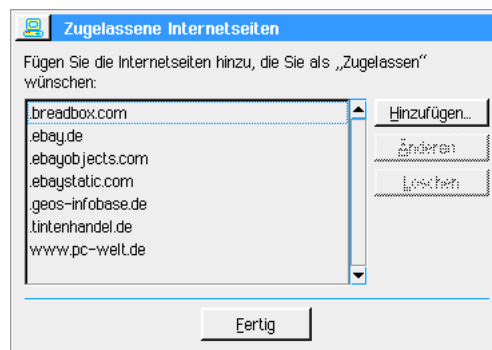 Zugelassene Internetseiten
Fügen Sie die Internetseiten hinzu, die Sie als „Zugelassen“
wünschen:
.breadbox.com
.ebay.de
.ebayobjects.com
.ebaystatic.com
.geos-infobase.de
.tintenhandel.de
www.pc-welt.de
Hinzufügen...
Ändern
Löschen
Fertig